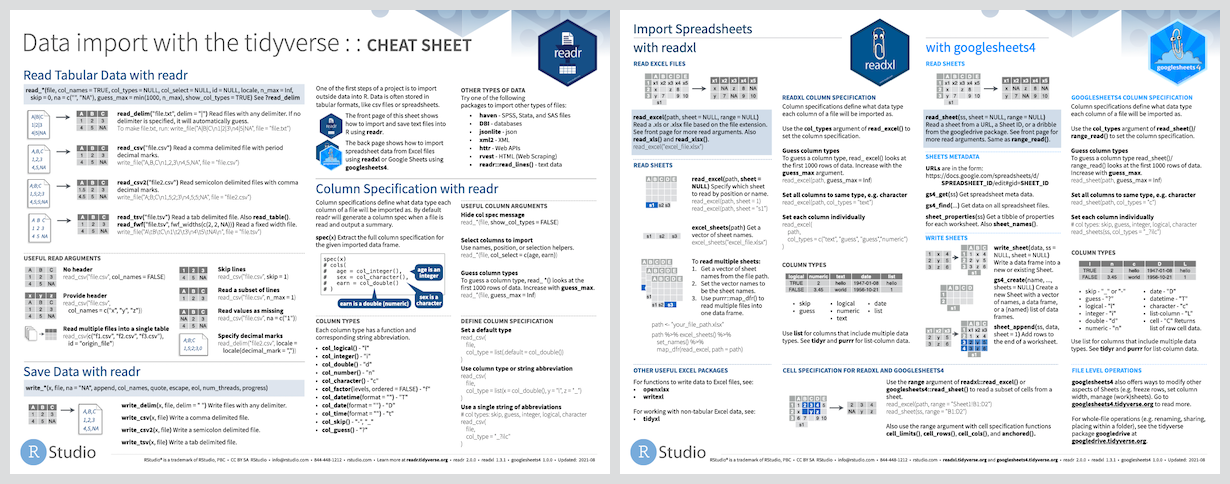 Data import with the tidyverse : : CHEAT SHEET
readr
Read Tabular Data with readr
read_*(file, col_names = TRUE, col_types = NULL, col_select = NULL, id = NULL, locale, n_max = Inf,
skip = 0, na = c("", "NA"), guess_max = min(1000, n_max), show_col_types = TRUE) See ?read_delim
read_delim("file.txt", delim = "|") Read files with any delimiter. If no
delimiter is specified, it will automatically guess.
To make file.txt, run: write_file("A|B|C\n1|2|3\n4|5|NA", file = "file.txt")
read_csv("file.csv") Read a comma delimited file with period
decimal marks.
write_file("A,B,C\n1,2,3\n4,5,NA", file = "file.csv")
read_csv2("file2.csv") Read semicolon delimited files with comma
decimal marks.
read_tsv("file.tsv") Read a tab delimited file. Also read_table().
read_fwf("file.tsv", fwf_widths(c(2, 2, NA))) Read a fixed width file.
USEFUL READ ARGUMENTS
No header
read_csv("file.csv", col_names = FALSE)
Provide header
read_csv("file.csv",
col_names = c("x", "y", "z"))
Read multiple files into a single table
read_csv(c("f1.csv", "f2.csv", "f3.csv"),
id = "origin_file")
Skip lines
read_csv("file.csv", skip = 1)
Read a subset of lines
read_csv("file.csv", n_max = 1)
Read values as missing
read_csv("file.csv", na = c("1"))
Specify decimal marks
read_delim("file2.csv", locale =
locale(decimal_mark = ","))
Save Data with readr
write_*(x, file, na = "NA", append, col_names, quote, escape, eol, num_threads, progress)
write_delim(x, file, delim = " ") Write files with any delimiter.
write_csv(x, file) Write a comma delimited file.
write_csv2(x, file) Write a semicolon delimited file.
write_tsv(x, file) Write a tab delimited file.
One of the first steps of a project is to import
outside data into R. Data is often stored in
tabular formats, like csv files or spreadsheets.
The front page of this sheet shows
how to import and save text files into
R using readr.
The back page shows how to import
spreadsheet data from Excel files
using readxl or Google Sheets using
googlesheets4.
OTHER TYPES OF DATA
Try one of the following
packages to import other types of files:
• haven - SPSS, Stata, and SAS files
• DBI - databases
• jsonlite - json
• xml2 - XML
• httr - Web APIs
• rvest - HTML (Web Scraping)
• readr::read_lines() - text data
Column Specification with readr
Column specifications define what data type each
column of a file will be imported as. By default
readr will generate a column spec when a file is
read and output a summary.
spec(x) Extract the full column specification for
the given imported data frame.
spec(x)
# cols(
#   age = col_integer(),
#   earn = col_double(),
# )
age is an
integer
sex is a
character
earn is a double (numeric)
COLUMN TYPES
Each column type has a function and
corresponding string abbreviation.
• col_logical() - "l"
• col_integer() - "i"
• col_double() - "d"
• col_number() - "n"
• col_character() - "c"
• col_factor(levels, ordered = FALSE) - "f"
• col_datetime(format = "") - "T"
• col_date(format = "") - "D"
• col_time(format = "") - "t"
• col_skip() - "-", "_"
• col_guess() - "?"
USEFUL COLUMN ARGUMENTS
Hide col spec message
read_*(file, show_col_types = FALSE)
Select columns to import
Use names, position, or selection helpers.
read_*(file, col_select = c(age, earn))
Guess column types
To guess a column type, read_*() looks at the
first 1000 rows of data. Increase with guess_max.
read_*(file, guess_max = Inf)
DEFINE COLUMN SPECIFICATION
Set a default type
read_csv(
file,
col_type = list(.default = col_double())
)
Use column type or string abbreviation
read_csv(
file,
col_type = list(x = col_double(), y = "l", z = "_")
)
Use a single string of abbreviations
# col types: skip, guess, integer, logical, character
read_csv(
file,
col_type = "_?ilc"
)
R Studio
RStudio® is a trademark of RStudio, PBC • CC BY SA RStudio • info@rstudio.com • 844-448-1212 • rstudio.com • Learn more at readr.tidyverse.org • readr 2.0.0 • readxl 1.3.1 • googlesheets4 1.0.0 • Updated: 2021-08
Import Spreadsheets
with readxl
readxl
READ EXCEL FILES
read_excel(path, sheet = NULL, range = NULL)
Read a .xls or .xlsx file based on the file extension.
See front page for more read arguments. Also
read_xls() and read_xlsx().
read_excel("excel_file.xlsx")
READ SHEETS
read_excel(path, sheet =
NULL) Specify which sheet
to read by position or name.
read_excel(path, sheet = 1)
read_excel(path, sheet = "s1")
excel_sheets(path) Get a
vector of sheet names.
excel_sheets("excel_file.xlsx")
To read multiple sheets:
1. Get a vector of sheet
names from the file path.
2. Set the vector names to
be the sheet names.
3. Use purrr::map_dfr() to
read multiple files into
one data frame.
path <- "your_file_path.xlsx"
path %>% excel_sheets() %>%
set_names() %>%
map_dfr(read_excel, path = path)
OTHER USEFUL EXCEL PACKAGES
For functions to write data to Excel files, see:
• openxlsx
• writexl
For working with non-tabular Excel data, see:
• tidyxl
READXL COLUMN SPECIFICATION
Column specifications define what data type
each column of a file will be imported as.
Use the col_types argument of read_excel() to
set the column specification.
Guess column types
To guess a column type, read_ excel() looks at
the first 1000 rows of data. Increase with the
guess_max argument.
read_excel(path, guess_max = Inf)
Set all columns to same type, e.g. character
read_excel(path, col_types = "text")
Set each column individually
read_excel(
path,
col_types = c("text", "guess", "guess","numeric")
)
COLUMN TYPES
logical numeric text date list
TRUE 2 hello 1947-01-08 hello
FALSE 3.45 world 1956-10-21 1
• skip
• guess
• logical
• numeric
• text
• date
• list
Use list for columns that include multiple data
types. See tidyr and purrr for list-column data.
CELL SPECIFICATION FOR READXL AND GOOGLESHEETS4
Use the range argument of readxl::read_excel() or
googlesheets4::read_sheet() to read a subset of cells from a
sheet.
read_excel(path, range = "Sheet1!B1:D2")
read_sheet(ss, range = "B1:D2")
Also use the range argument with cell specification functions
cell_limits(), cell_rows(), cell_cols(), and anchored().
with googlesheets4
googlesheets4
READ SHEETS
read_sheet(ss, sheet = NULL, range = NULL)
Read a sheet from a URL, a Sheet ID, or a dribble
from the googledrive package. See front page for
more read arguments. Same as range_read().
SHEETS METADATA
URLs are in the form:
https://docs.google.com/spreadsheets/d/
SPREADSHEET_ID/edit#gid=SHEET_ID
gs4_get(ss) Get spreadsheet meta data.
gs4_find(...) Get data on all spreadsheet files.
sheet_properties(ss) Get a tibble of properties
for each worksheet. Also sheet_names().
WRITE SHEETS
write_sheet(data, ss =
NULL, sheet = NULL)
Write a data frame into a
new or existing Sheet.
gs4_create(name, ...,
sheets = NULL) Create a
new Sheet with a vector
of names, a data frame,
or a (named) list of data
frames.
sheet_append(ss, data,
sheet = 1) Add rows to
the end of a worksheet.
GOOGLESHEETS4 COLUMN SPECIFICATION
Column specifications define what data type
each column of a file will be imported as.
Use the col_types argument of read_sheet()/
range_read() to set the column specification.
Guess column types
To guess a column type read_sheet()/
range_read() looks at the first 1000 rows of data.
Increase with guess_max.
read_sheet(path, guess_max = Inf)
Set all columns to same type, e.g. character
read_sheet(path, col_types = "c")
Set each column individually
# col types: skip, guess, integer, logical, character
read_sheets(ss, col_types = "_?ilc")
COLUMN TYPES
l n c D L
TRUE 2 hello 1947-01-08 hello
FALSE 3.45 world 1956-10-21 1
• skip - "_" or "-"
• guess - "?"
• logical - "l"
• integer - "i"
• double - "d"
• numeric - "n"
• date - "D"
• datetime - "T"
• character - "c"
• list-column - "L"
• cell - "C" Returns
list of raw cell data.
Use list for columns that include multiple data
types. See tidyr and purrr for list-column data.
FILE LEVEL OPERATIONS
googlesheets4 also offers ways to modify other
aspects of Sheets (e.g. freeze rows, set column
width, manage (work)sheets). Go to
googlesheets4.tidyverse.org to read more.
For whole-file operations (e.g. renaming, sharing,
placing within a folder), see the tidyverse
package googledrive at
googledrive.tidyverse.org.
R Studio
RStudio® is a trademark of RStudio, PBC • CC BY SA RStudio • info@rstudio.com • 844-448-1212 • rstudio.com • Learn more at readxl.tidyverse.org and googlesheets4.tidyverse.org • readr 2.0.0 • readxl 1.3.1 • googlesheets4 1.0.0 • Updated: 2021-08